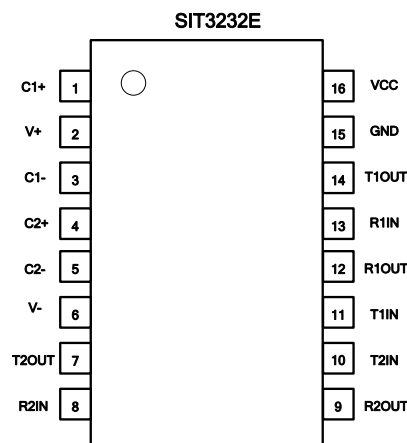 SIT3232E
C1+ 1 16 VCC
V+ 2 15 GND
C1- 3 14 T1OUT
C2+ 4 13 R1IN
C2- 5 12 R1OUT
V- 6 11 T1IN
T2OUT 7 10 T2IN
R2IN 8 9 R2OUT